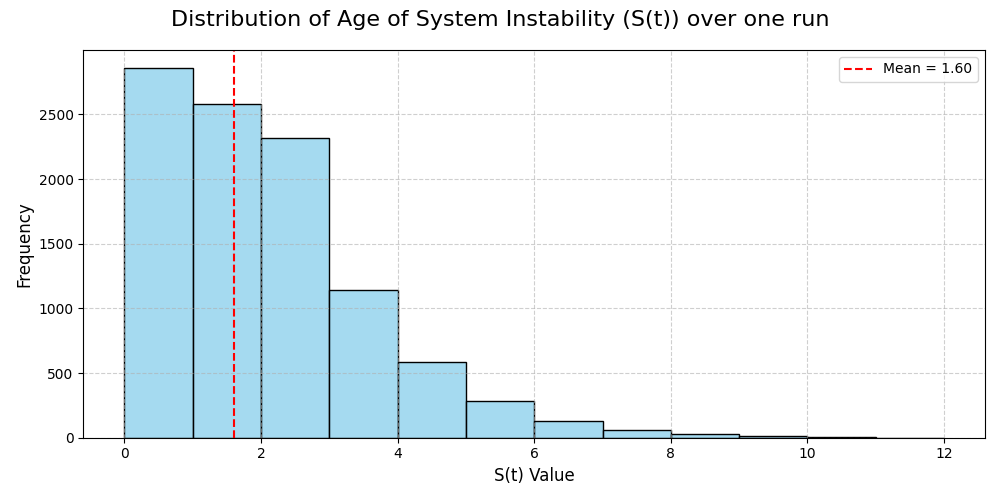 Distribution of Age of System Instability (S(t)) over one run
Mean = 1.60
Frequency
2500
2000
1500
1000
500
0
0 2 4 6 8 10 12
S(t) Value